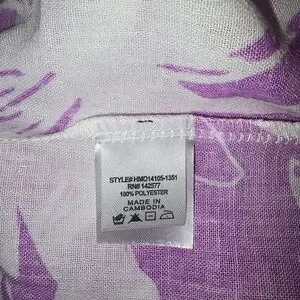 STYLE# HMD14105-1351
RN# 142577
100% POLYESTER
MADE IN
CAMBODIA